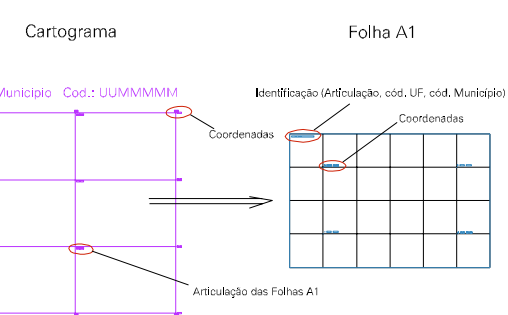 Cartograma
Folha A1
Município Cod.: UUMMMMM
Identificação (Articulação, cód. UF, cód. Município)
Coordenadas
Coordenadas
Articulação das Folhas A1